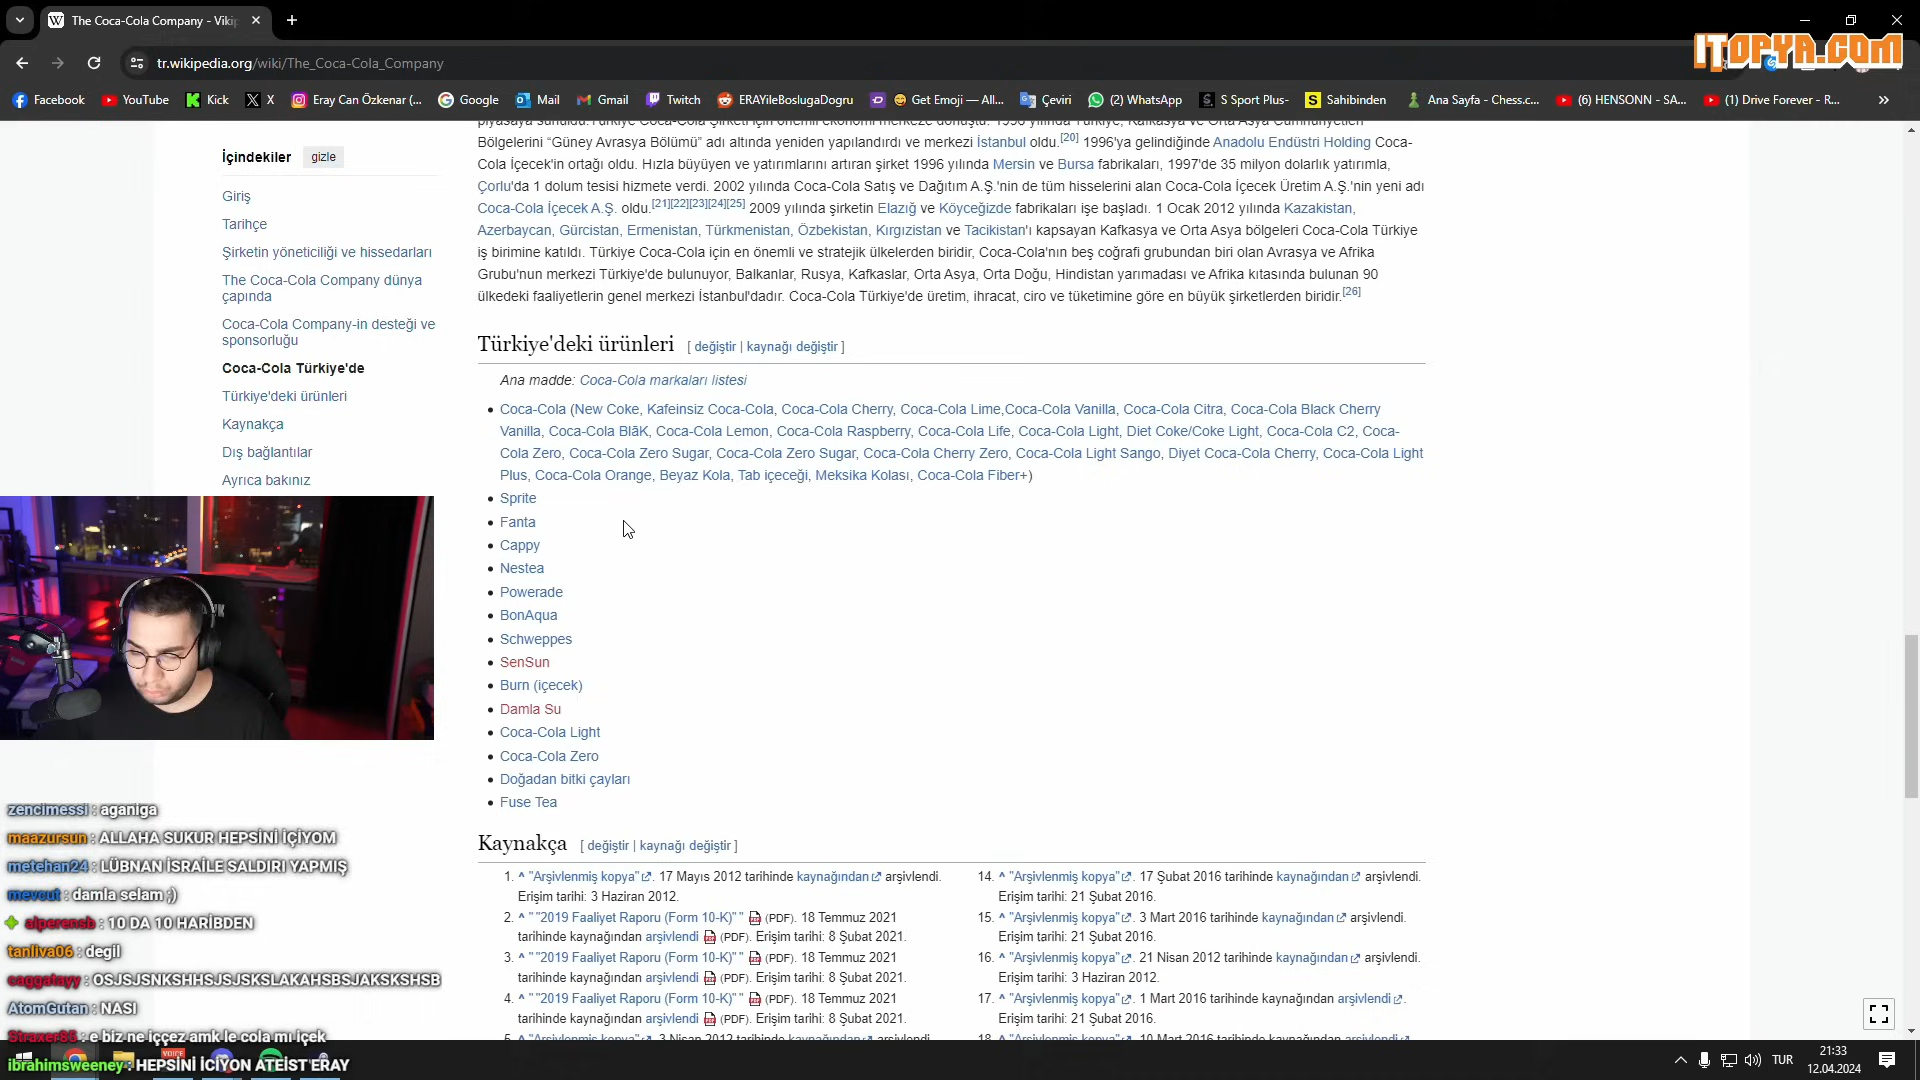 The Coca-Cola Company - Viki
ITOPYA.COM
tr.wikipedia.org/wiki/The_Coca-Cola_Company
Facebook YouTube Kick X Eray Can Özkenar (... Google Mail Gmail Twitch ERAYileBoslugaDogru Get Emoji — All... Çeviri (2) WhatsApp S Sport Plus- Sahibinden Ana Sayfa - Chess.c... (6) HENSONN - SA... (1) Drive Forever - R...
İçindekiler gizle
Giriş
Tarihçe
Şirketin yöneticiliği ve hissedarları
The Coca-Cola Company dünya
çapında
Coca-Cola Company-in desteği ve
sponsorluğu
Coca-Cola Türkiye'de
Türkiye'deki ürünleri
Kaynakça
Dış bağlantılar
Ayrıca bakınız
Bölgelerini “Güney Avrasya Bölümü” adı altında yeniden yapılandırdı ve merkezi İstanbul oldu.[20] 1996'ya gelindiğinde Anadolu Endüstri Holding Coca-
Cola İçecek'in ortağı oldu. Hızla büyüyen ve yatırımlarını artıran şirket 1996 yılında Mersin ve Bursa fabrikaları, 1997'de 35 milyon dolarlık yatırımla,
Çorlu'da 1 dolum tesisi hizmete verdi. 2002 yılında Coca-Cola Satış ve Dağıtım A.Ş.'nin de tüm hisselerini alan Coca-Cola İçecek Üretim A.Ş.'nin yeni adı
Coca-Cola İçecek A.Ş. oldu.[21][22][23][24][25] 2009 yılında şirketin Elazığ ve Köyceğizde fabrikaları işe başladı. 1 Ocak 2012 yılında Kazakistan,
Azerbaycan, Gürcistan, Ermenistan, Türkmenistan, Özbekistan, Kırgızistan ve Tacikistan'ı kapsayan Kafkasya ve Orta Asya bölgeleri Coca-Cola Türkiye
iş birimine katıldı. Türkiye Coca-Cola için en önemli ve stratejik ülkelerden biridir, Coca-Cola'nın beş coğrafi grubundan biri olan Avrasya ve Afrika
Grubu'nun merkezi Türkiye'de bulunuyor, Balkanlar, Rusya, Kafkaslar, Orta Asya, Orta Doğu, Hindistan yarımadası ve Afrika kıtasında bulunan 90
ülkedeki faaliyetlerin genel merkezi İstanbul'dadır. Coca-Cola Türkiye'de üretim, ihracat, ciro ve tüketimine göre en büyük şirketlerden biridir.[26]
Türkiye'deki ürünleri [ değiştir | kaynağı değiştir ]
Ana madde: Coca-Cola markaları listesi
Coca-Cola (New Coke, Kafeinsiz Coca-Cola, Coca-Cola Cherry, Coca-Cola Lime,Coca-Cola Vanilla, Coca-Cola Citra, Coca-Cola Black Cherry
Vanilla, Coca-Cola BlāK, Coca-Cola Lemon, Coca-Cola Raspberry, Coca-Cola Life, Coca-Cola Light, Diet Coke/Coke Light, Coca-Cola C2, Coca-
Cola Zero, Coca-Cola Zero Sugar, Coca-Cola Zero Sugar, Coca-Cola Cherry Zero, Coca-Cola Light Sango, Diyet Coca-Cola Cherry, Coca-Cola Light
Plus, Coca-Cola Orange, Beyaz Kola, Tab içeceği, Meksika Kolası, Coca-Cola Fiber+)
Sprite
Fanta
Cappy
Nestea
Powerade
BonAqua
Schweppes
SenSun
Burn (içecek)
Damla Su
Coca-Cola Light
Coca-Cola Zero
Doğadan bitki çayları
Fuse Tea
Kaynakça [ değiştir | kaynağı değiştir ]
1. ^ "Arşivlenmiş kopya". 17 Mayıs 2012 tarihinde kaynağından arşivlendi.
Erişim tarihi: 3 Haziran 2012.
2. ^ ""2019 Faaliyet Raporu (Form 10-K)"" (PDF). 18 Temmuz 2021
tarihinde kaynağından arşivlendi (PDF). Erişim tarihi: 8 Şubat 2021.
3. ^ ""2019 Faaliyet Raporu (Form 10-K)"" (PDF). 18 Temmuz 2021
tarihinde kaynağından arşivlendi (PDF). Erişim tarihi: 8 Şubat 2021.
4. ^ ""2019 Faaliyet Raporu (Form 10-K)"" (PDF). 18 Temmuz 2021
tarihinde kaynağından arşivlendi (PDF). Erişim tarihi: 8 Şubat 2021.
14. ^ "Arşivlenmiş kopya". 17 Şubat 2016 tarihinde kaynağından arşivlendi.
Erişim tarihi: 21 Şubat 2016.
15. ^ "Arşivlenmiş kopya". 3 Mart 2016 tarihinde kaynağından arşivlendi.
Erişim tarihi: 21 Şubat 2016.
16. ^ "Arşivlenmiş kopya". 21 Nisan 2012 tarihinde kaynağından arşivlendi.
Erişim tarihi: 3 Haziran 2012.
17. ^ "Arşivlenmiş kopya". 1 Mart 2016 tarihinde kaynağından arşivlendi.
Erişim tarihi: 21 Şubat 2016.
zencimessi : aganiga
maazursun : ALLAHA SUKUR HEPSİNİ İÇİYOM
metehan24 : LÜBNAN İSRAİLE SALDIRI YAPMIŞ
mevcut : damla selam ;)
alperensb : 10 DA 10 HARİBDEN
tanliva06 : degil
saggatayy : OSJSJSNKSHHSJSJSKSLAKAHSBSJAKSKSHSB
AtomGutan : NASI
Straxer85 : e biz ne içcez amk le cola mı içek
ibrahimsweeney : HEPSİNİ İCİYON ATEİST ERAY
TUR
21:33
12.04.2024